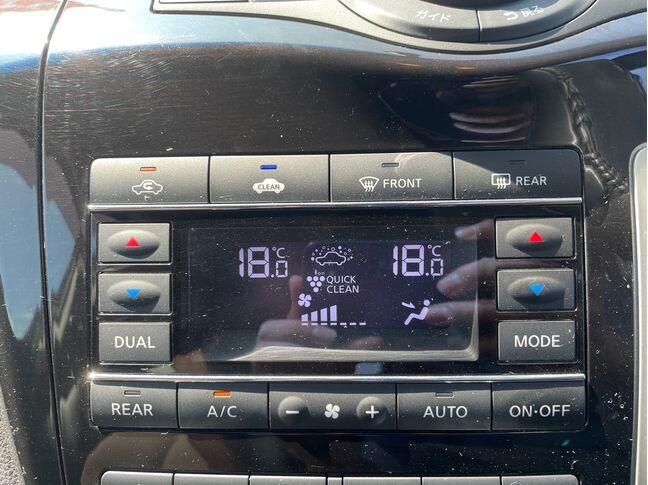 ガイド 戻る
CLEAN FRONT REAR
18.0°C 18.0°C
QUICK
CLEAN
DUAL MODE
REAR A/C AUTO ON·OFF